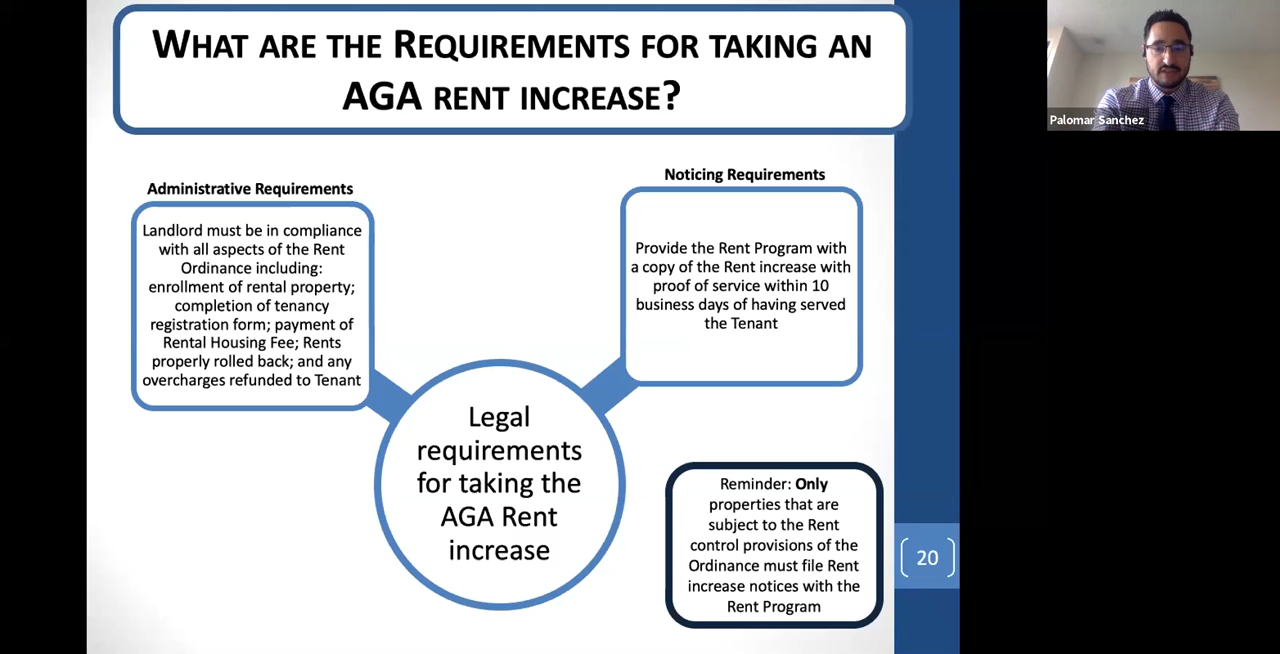 WHAT ARE THE REQUIREMENTS FOR TAKING AN
AGA RENT INCREASE?
Administrative Requirements
Landlord must be in compliance
with all aspects of the Rent
Ordinance including:
enrollment of rental property;
completion of tenancy
registration form; payment of
Rental Housing Fee; Rents
properly rolled back; and any
overcharges refunded to Tenant
Noticing Requirements
Provide the Rent Program with
a copy of the Rent increase with
proof of service within 10
business days of having served
the Tenant
Legal
requirements
for taking the
AGA Rent
increase
Reminder: Only
properties that are
subject to the Rent
control provisions of the
Ordinance must file Rent
increase notices with the
Rent Program
20
Palomar Sanchez